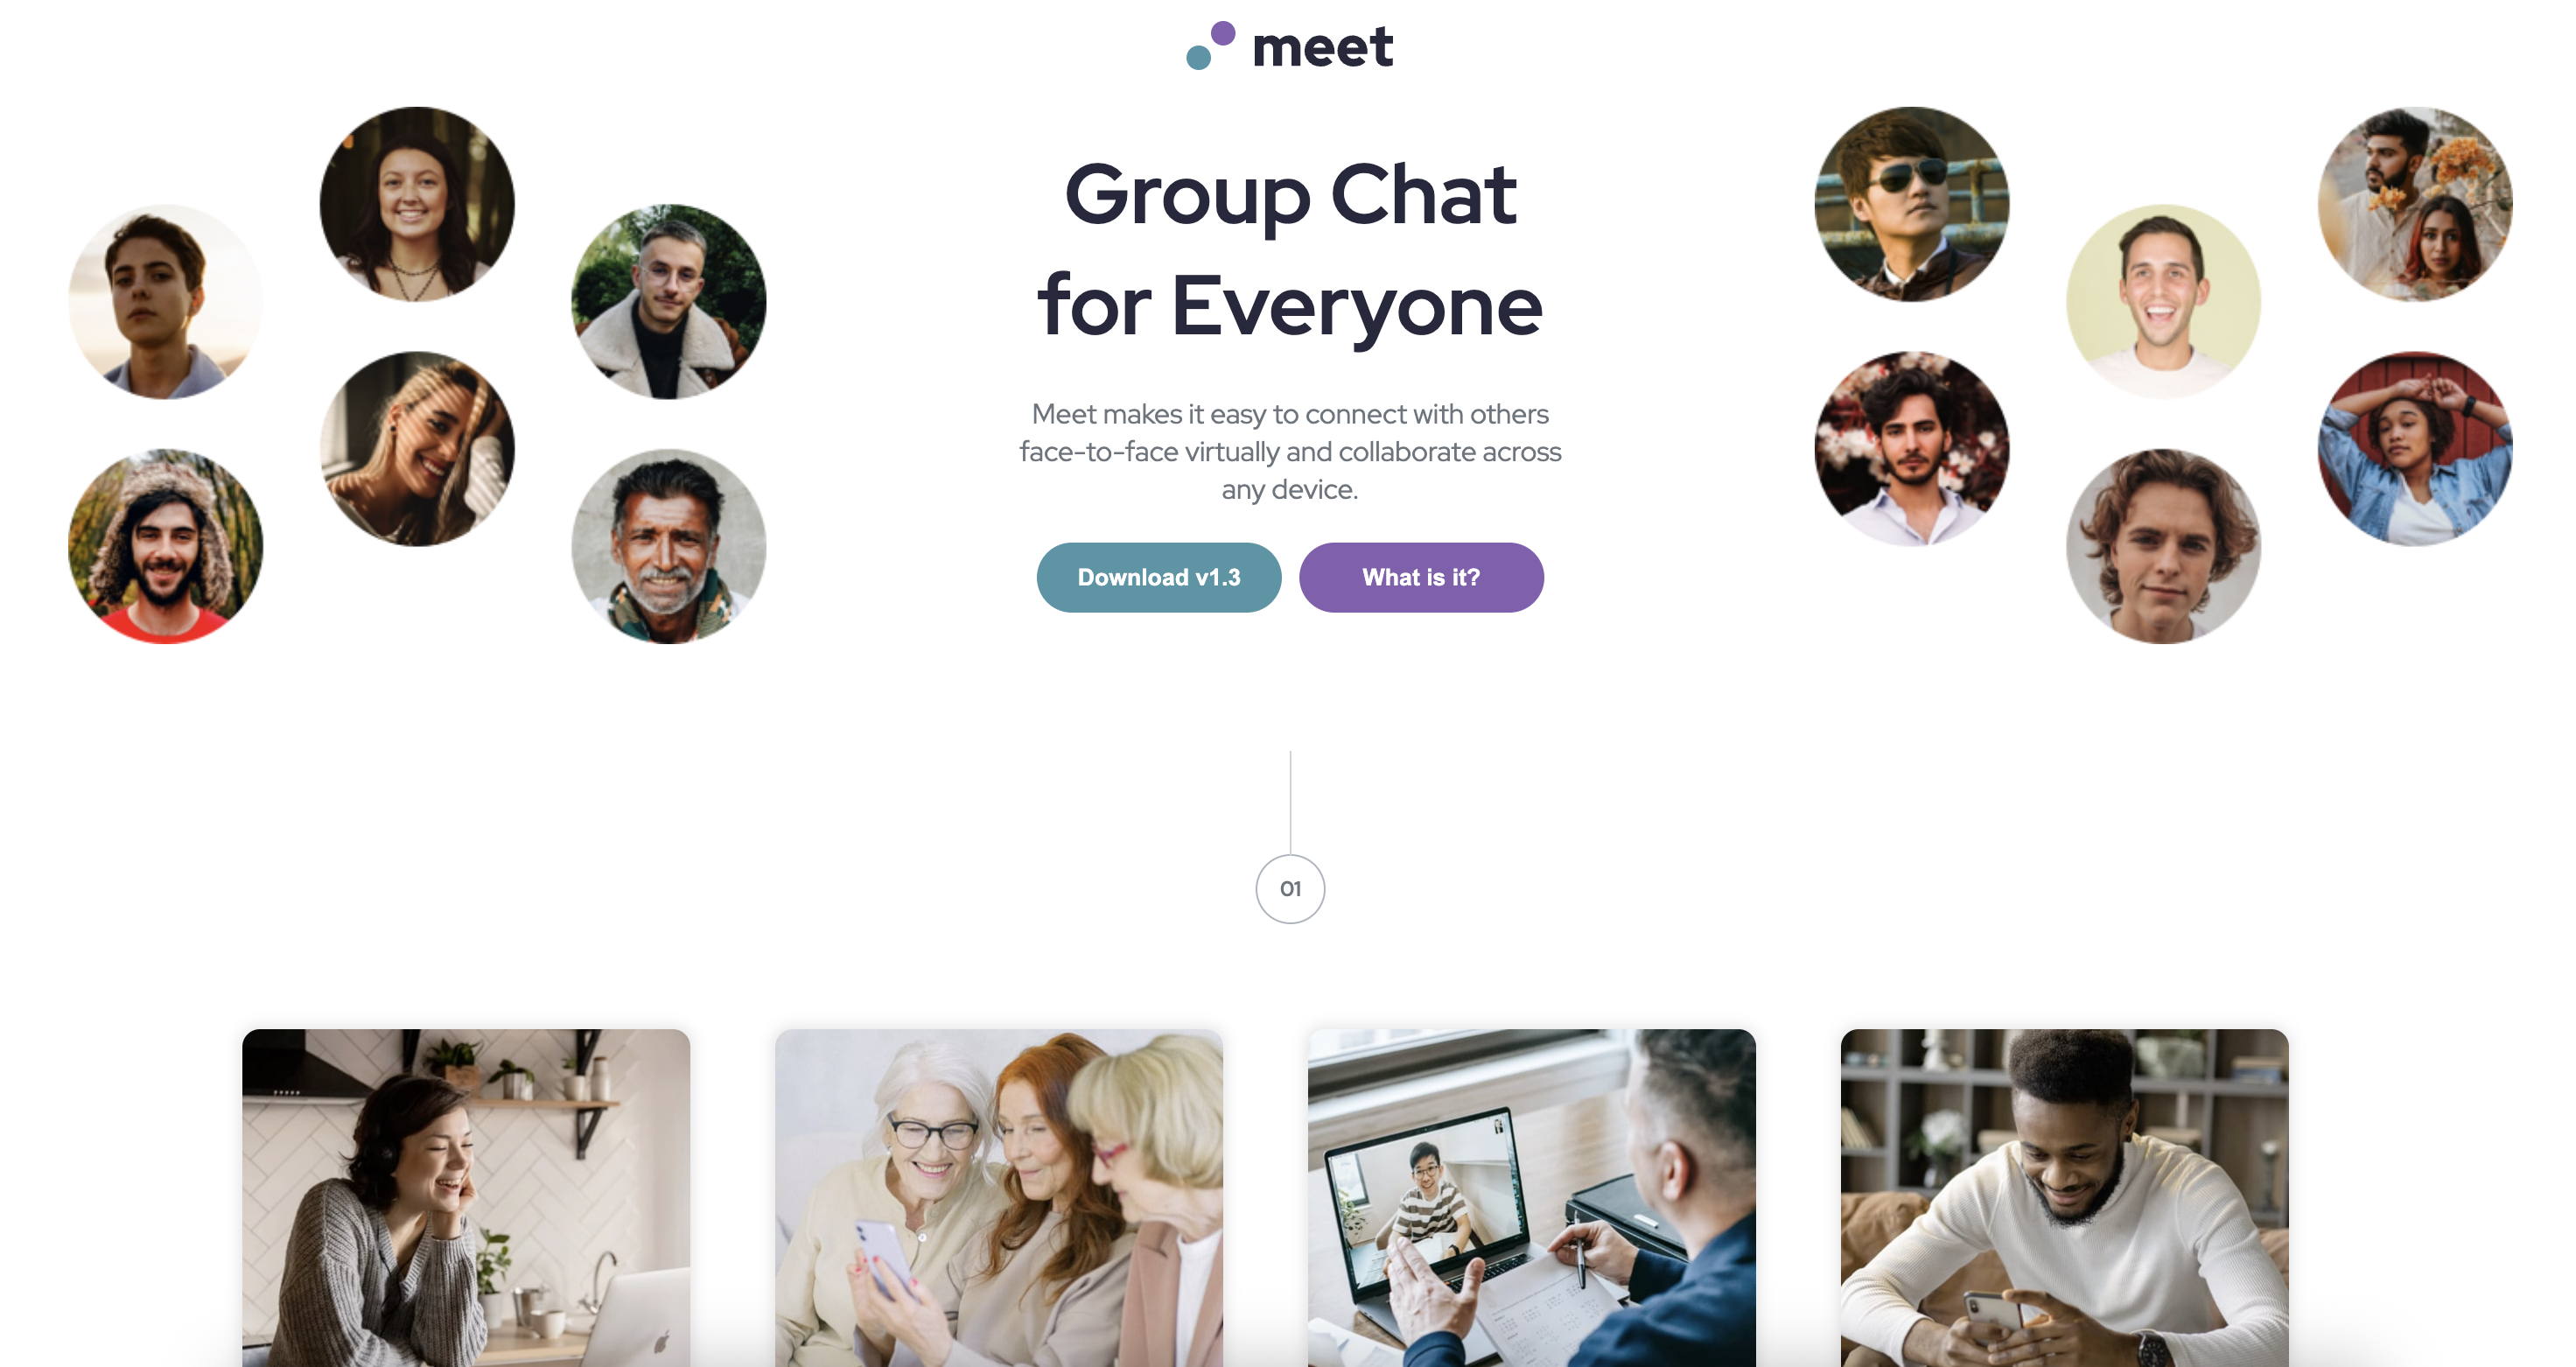 meet
Group Chat
for Everyone
Meet makes it easy to connect with others
face-to-face virtually and collaborate across
any device.
Download v1.3
What is it?
01